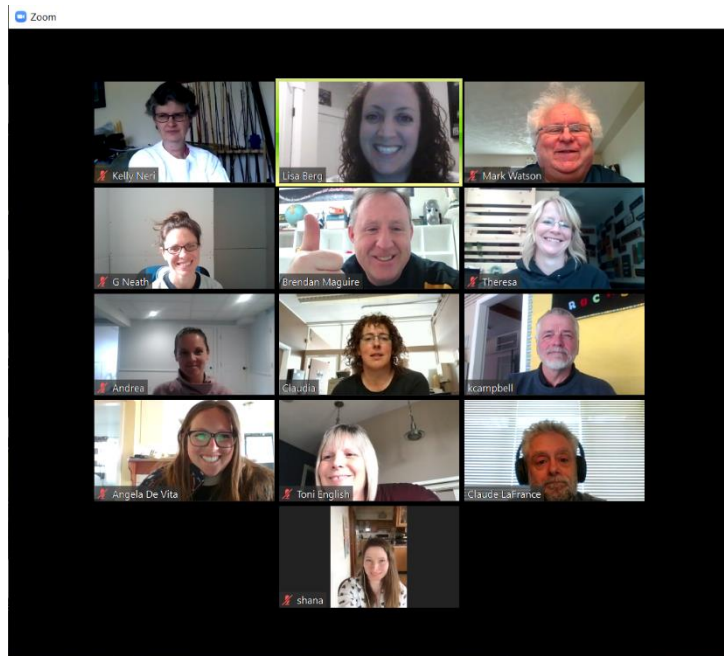 Zoom
Kelly Neri
Lisa Berg
Mark Watson
G Neath
Brendan Maguire
Theresa
Andrea
Claudia
kcampbell
Angela De Vita
Toni English
Claude LaFrance
shana